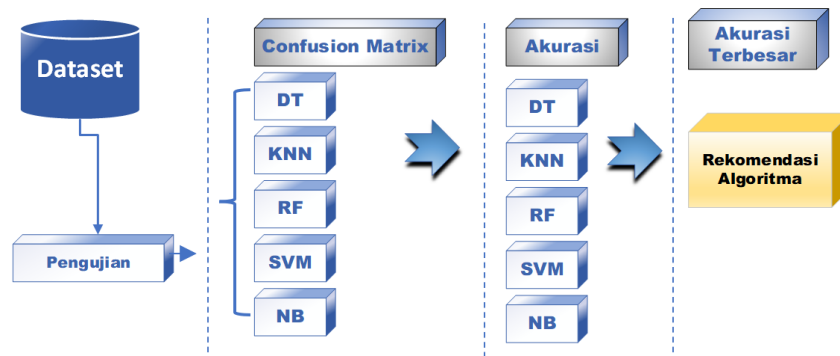 Dataset
Pengujian
Confusion Matrix
DT
KNN
RF
SVM
NB
Akurasi
DT
KNN
RF
SVM
NB
Akurasi
Terbesar
Rekomendasi
Algoritma